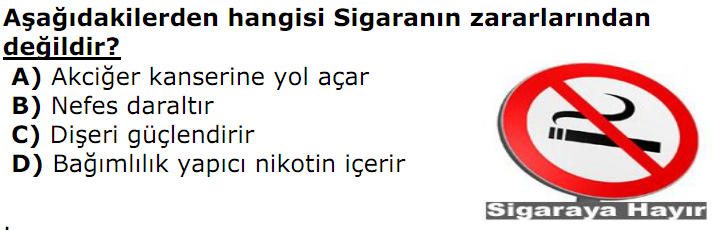 Aşağıdakilerden hangisi Sigaranın zararlarından
değildir?
A) Akciğer kanserine yol açar
B) Nefes daraltır
C) Dişeri güçlendirir
D) Bağımlılık yapıcı nikotin içerir
Sigaraya Hayır